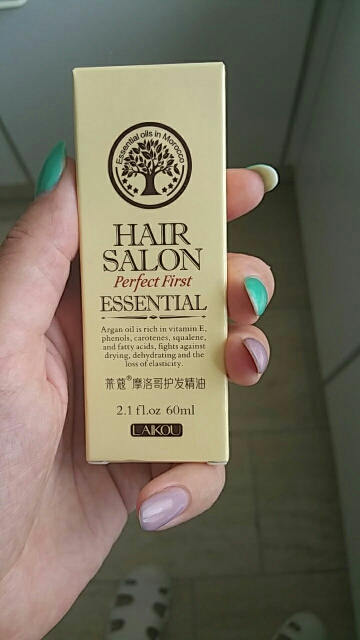 Essential oils in Morocco
HAIR
SALON
Perfect First
ESSENTIAL
Argan oil is rich in vitamin E,
phenols, carotenes, squalene,
and fatty acids, fights against
drying, dehydrating and the
loss of elasticity.
莱蔻®摩洛哥护发精油
2.1 fl.oz 60ml
LAIKOU